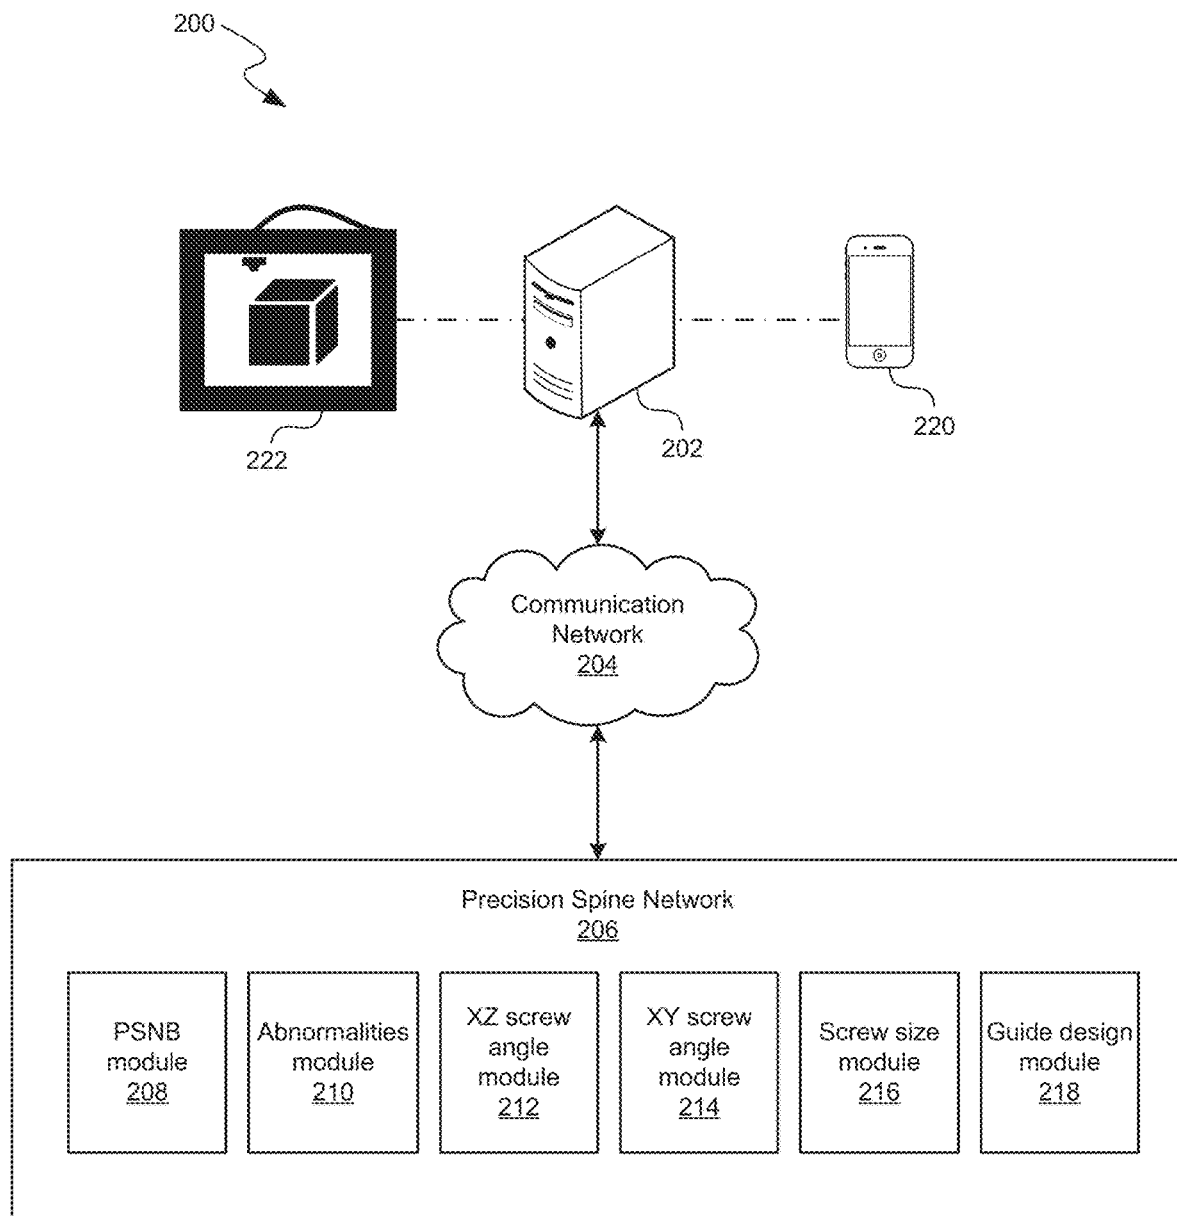 200
222
202
220
Communication
Network
204
Precision Spine Network
206
PSNB
module
208
Abnormalities
module
210
XZ screw
angle
module
212
XY screw
angle
module
214
Screw size
module
216
Guide design
module
218